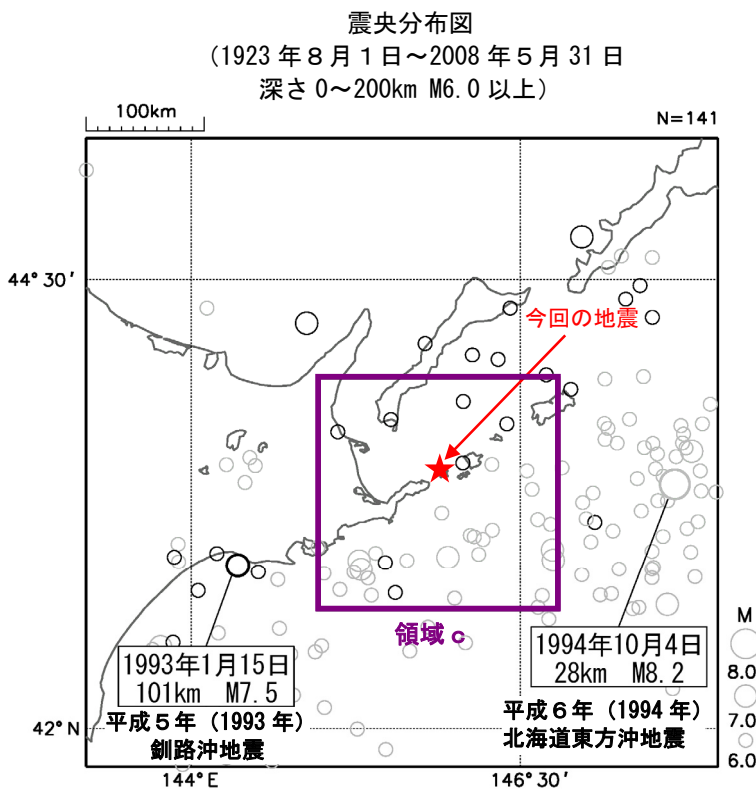 震央分布図
(1923年8月1日～2008年5月31日
深さ0～200km M6.0以上)
100km
N=141
44°30′
今回の地震
領域c
1993年1月15日
101km M7.5
平成5年(1993年)
釧路沖地震
1994年10月4日
28km M8.2
平成6年(1994年)
北海道東方沖地震
M
8.0
7.0
6.0
42°N
144°E
146°30′